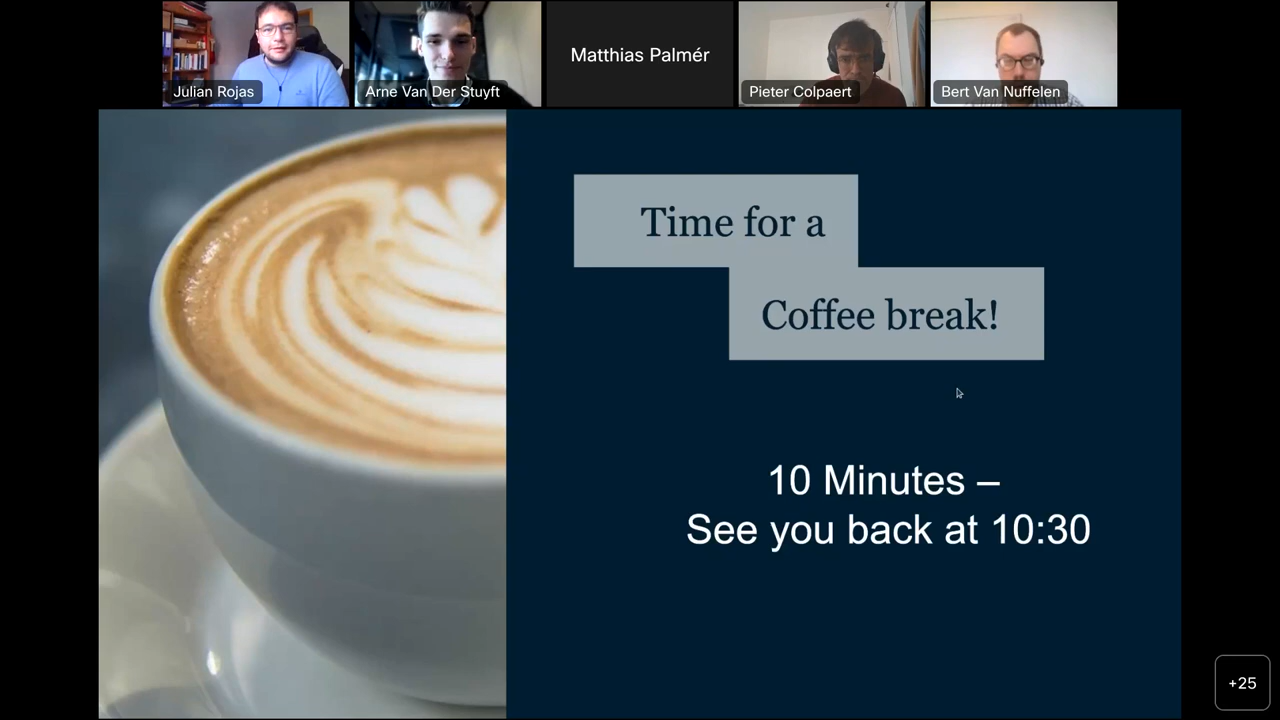 Julian Rojas
Arne Van Der Stuyft
Matthias Palmér
Pieter Colpaert
Bert Van Nuffelen
Time for a
Coffee break!
10 Minutes –
See you back at 10:30
+25